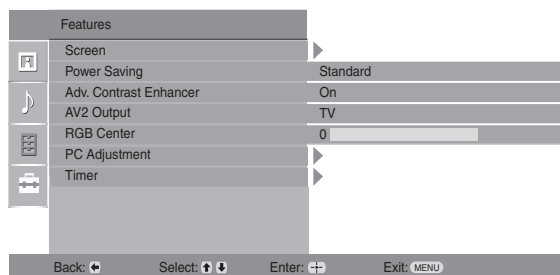 Features
Screen
Power Saving Standard
Adv. Contrast Enhancer On
AV2 Output TV
RGB Center 0
PC Adjustment
Timer
Back: Select: Enter: Exit: MENU